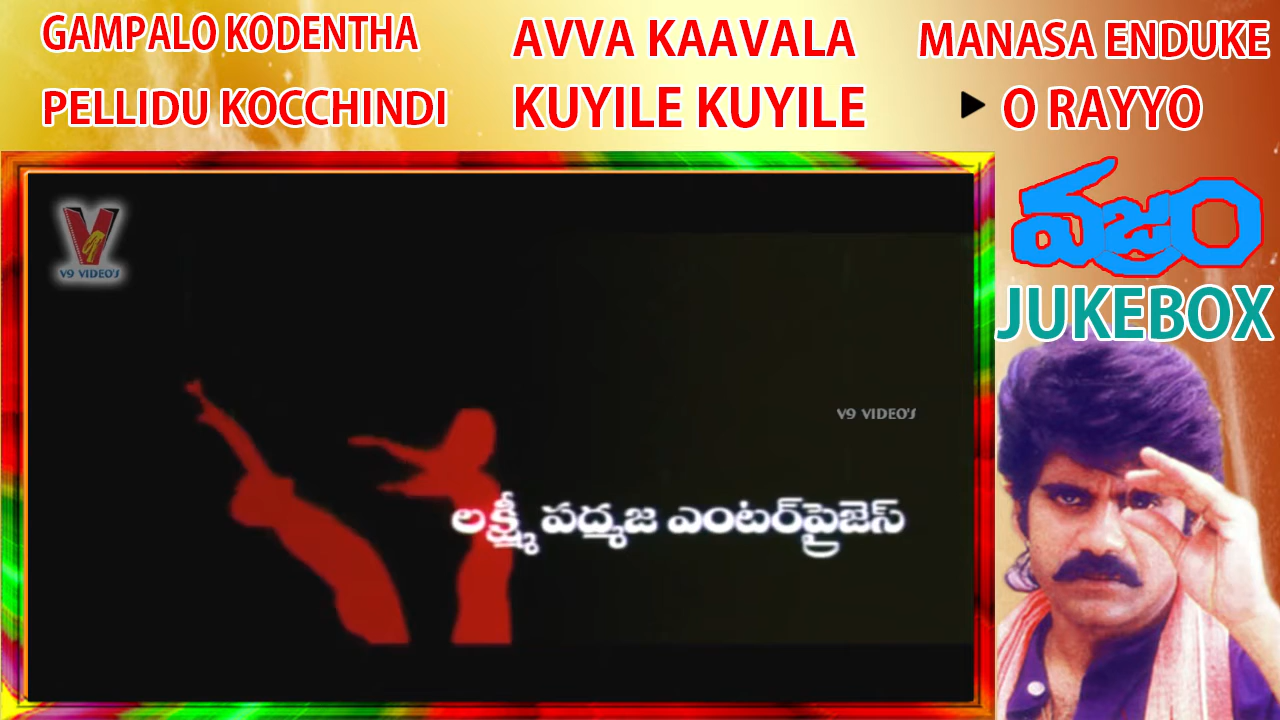 GAMPALO KODENTHA
AVVA KAAVALA
MANASA ENDUKE
PELLIDU KOCCHINDI
KUYILE KUYILE
O RAYYO
వజ్రం
JUKEBOX
V9 VIDEO'S
V9 VIDEO'S
లక్ష్మీ పద్మజ ఎంటర్‌ప్రైజెస్